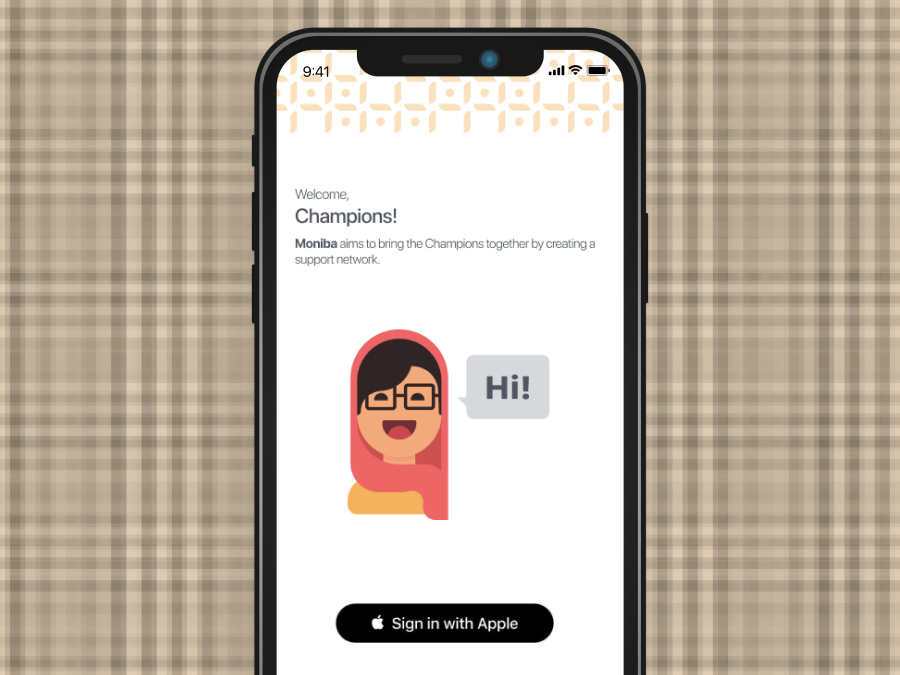 9:41
Welcome,
Champions!
Moniba aims to bring the Champions together by creating a
support network.
Hi!
Sign in with Apple